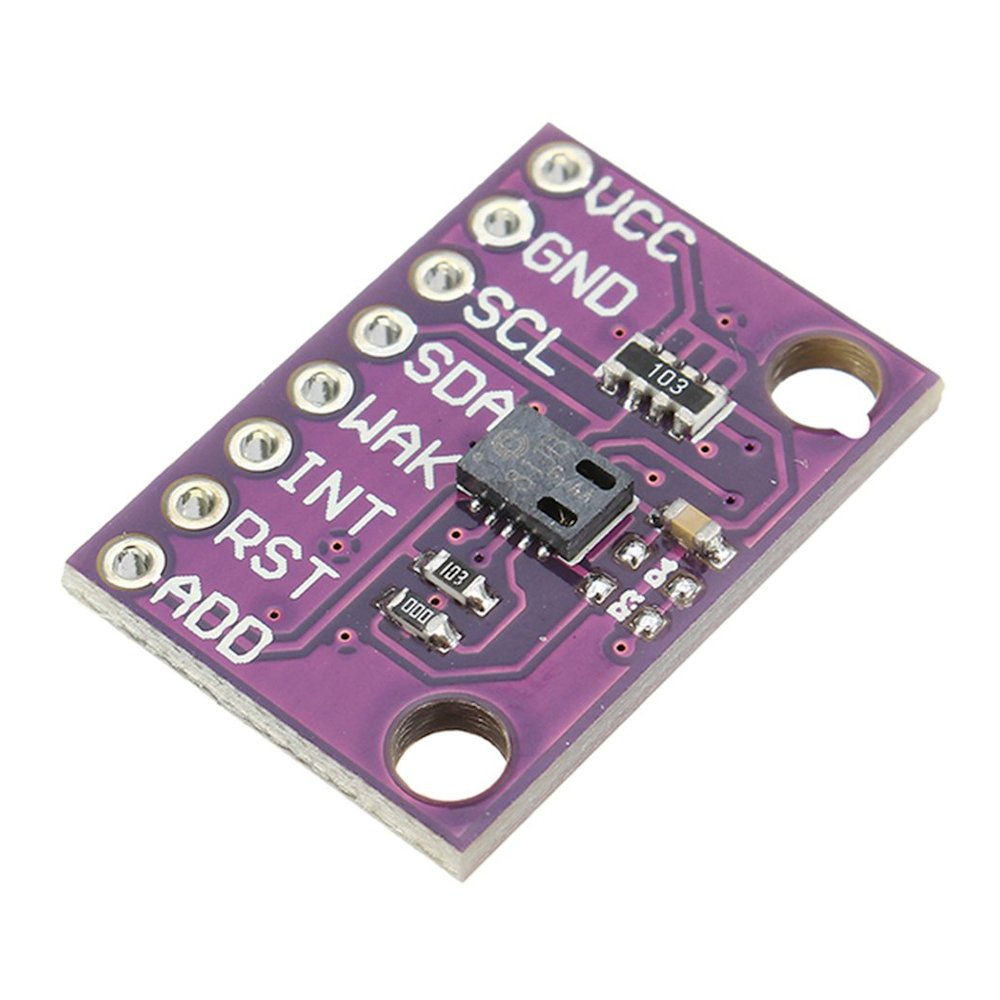 VCC
GND
SCL
SDA
WAK
INT
RST
ADD
103
103
000